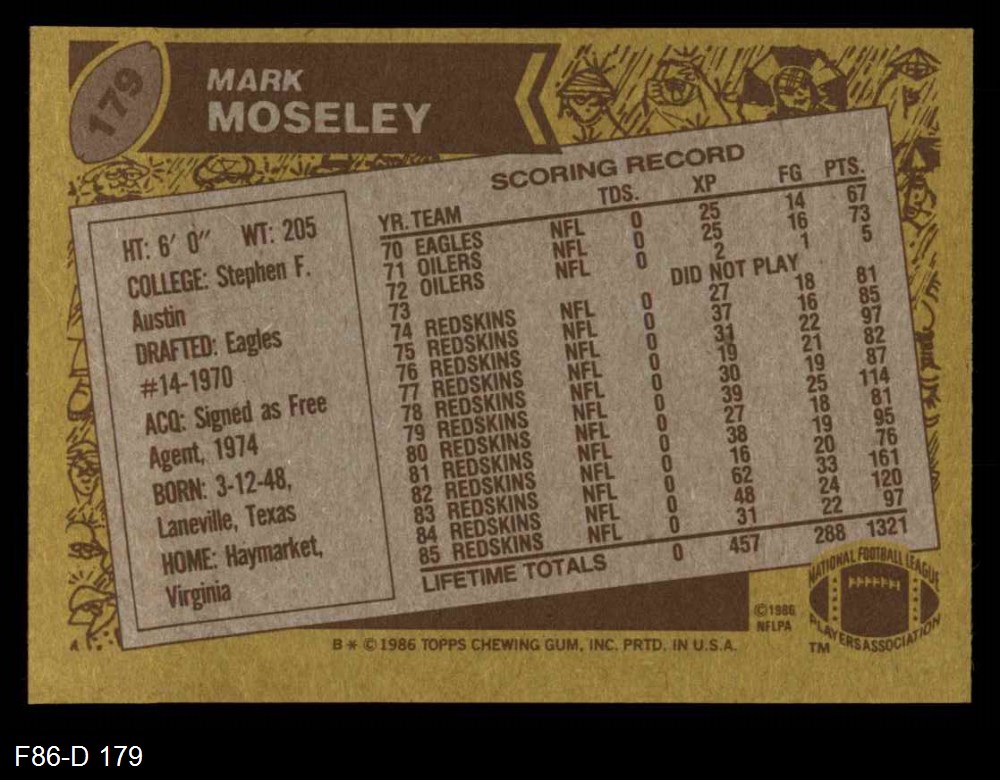 179
MARK
MOSELEY
HT: 6' 0" WT: 205
COLLEGE: Stephen F.
Austin
DRAFTED: Eagles
#14-1970
ACQ: Signed as Free
Agent, 1974
BORN: 3-12-48,
Laneville, Texas
HOME: Haymarket,
Virginia
SCORING RECORD
YR. TEAM TDS. XP FG PTS.
70 EAGLES NFL 0 25 14 67
71 OILERS NFL 0 25 16 73
72 OILERS NFL 0 2 1 5
73 DID NOT PLAY
74 REDSKINS NFL 0 27 18 81
75 REDSKINS NFL 0 37 16 85
76 REDSKINS NFL 0 31 22 97
77 REDSKINS NFL 0 19 21 82
78 REDSKINS NFL 0 30 19 87
79 REDSKINS NFL 0 39 25 114
80 REDSKINS NFL 0 27 18 81
81 REDSKINS NFL 0 38 19 95
82 REDSKINS NFL 0 16 20 76
83 REDSKINS NFL 0 62 33 161
84 REDSKINS NFL 0 48 24 120
85 REDSKINS NFL 0 31 22 97
LIFETIME TOTALS 0 457 288 1321
©1986
NFLPA
NATIONAL FOOTBALL LEAGUE
PLAYERS ASSOCIATION
TM
B * © 1986 TOPPS CHEWING GUM, INC. PRTD. IN U.S.A.
F86-D 179